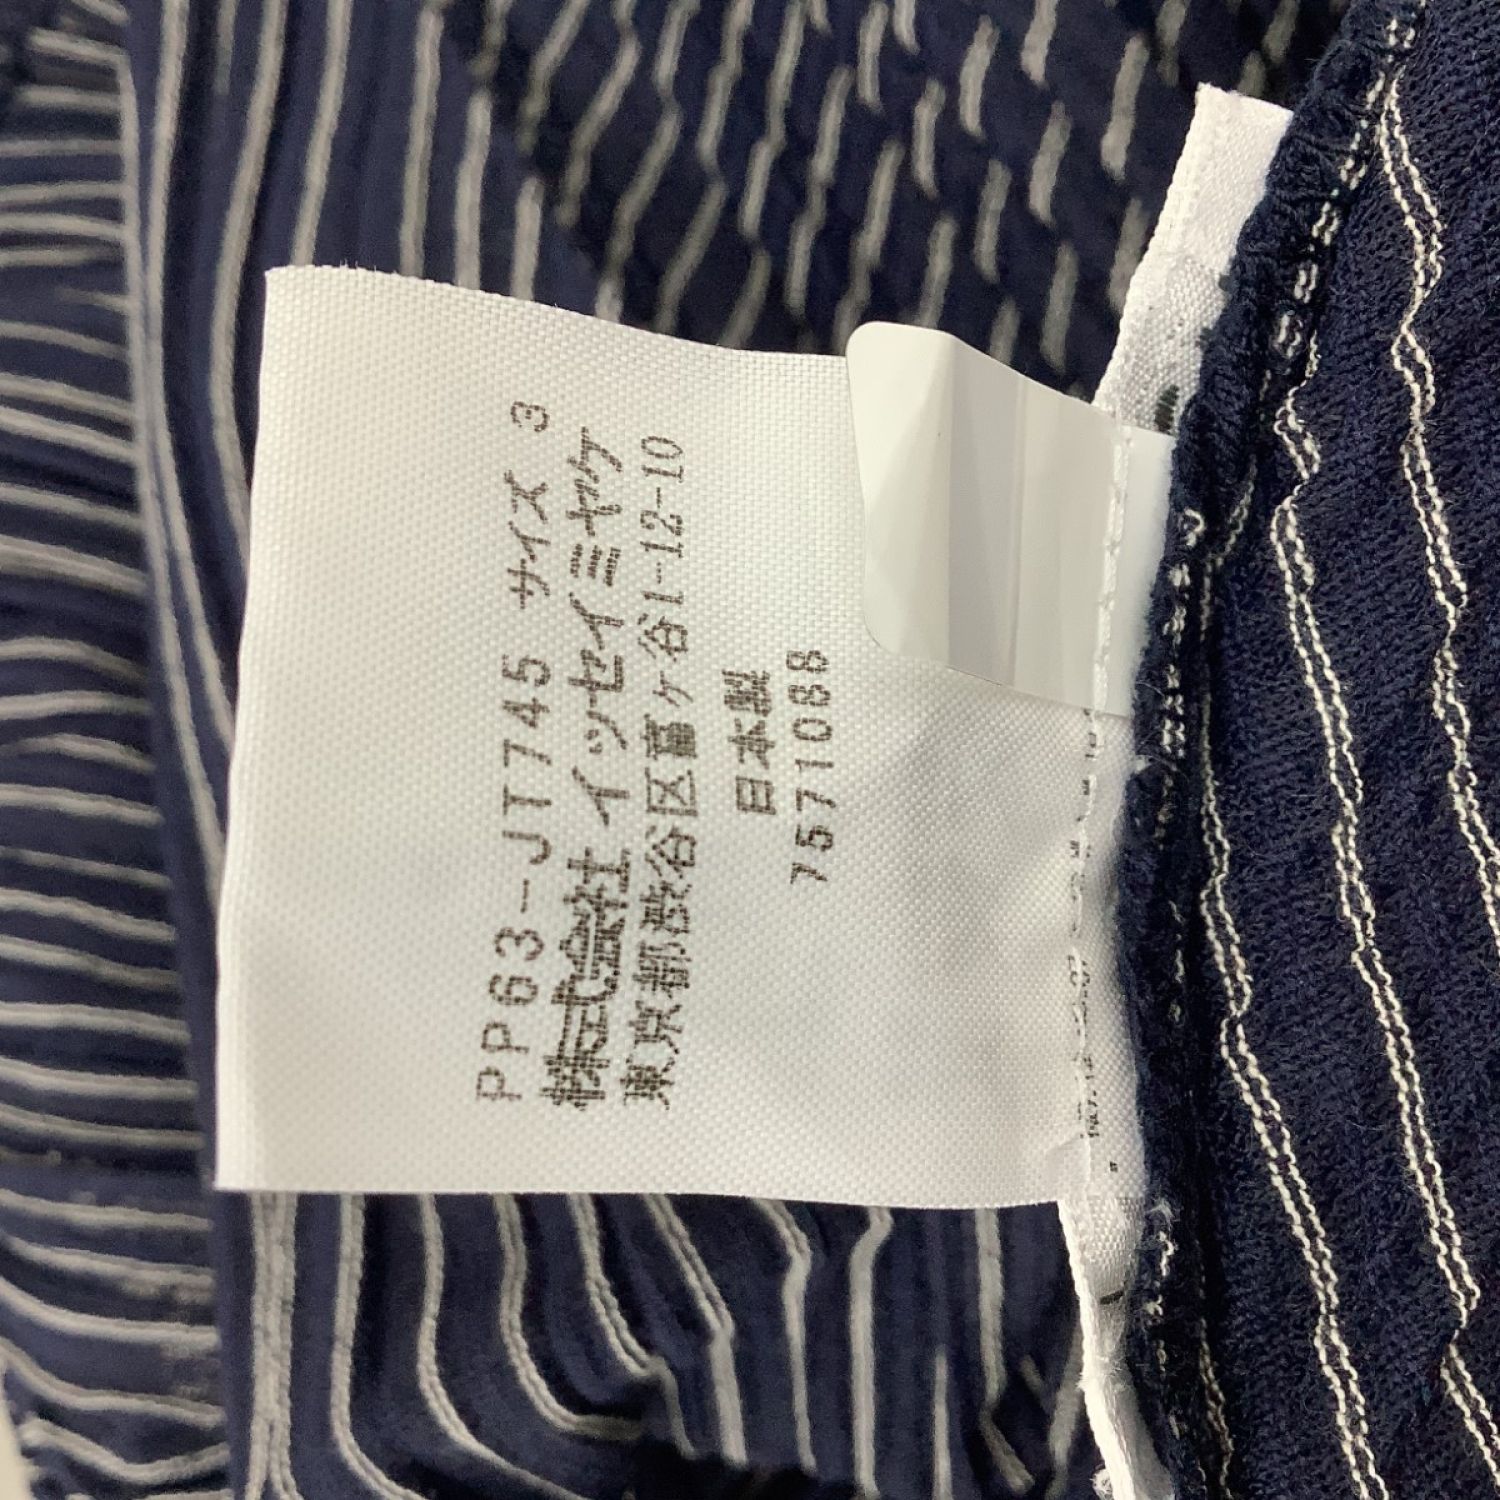 PP63-JT745 サイズ 3
株式会社 イッセイミヤケ
東京都渋谷区富ヶ谷1-12-10
日本製
7571088